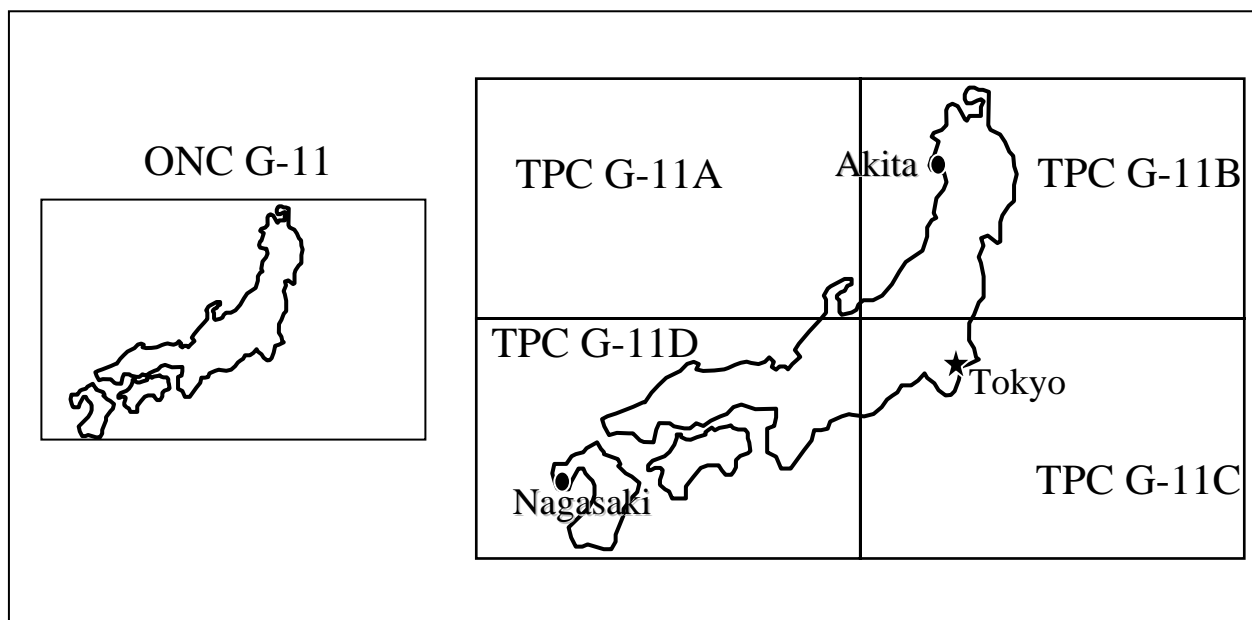 ONC G-11
TPC G-11A
Akita
TPC G-11B
TPC G-11D
Tokyo
Nagasaki
TPC G-11C